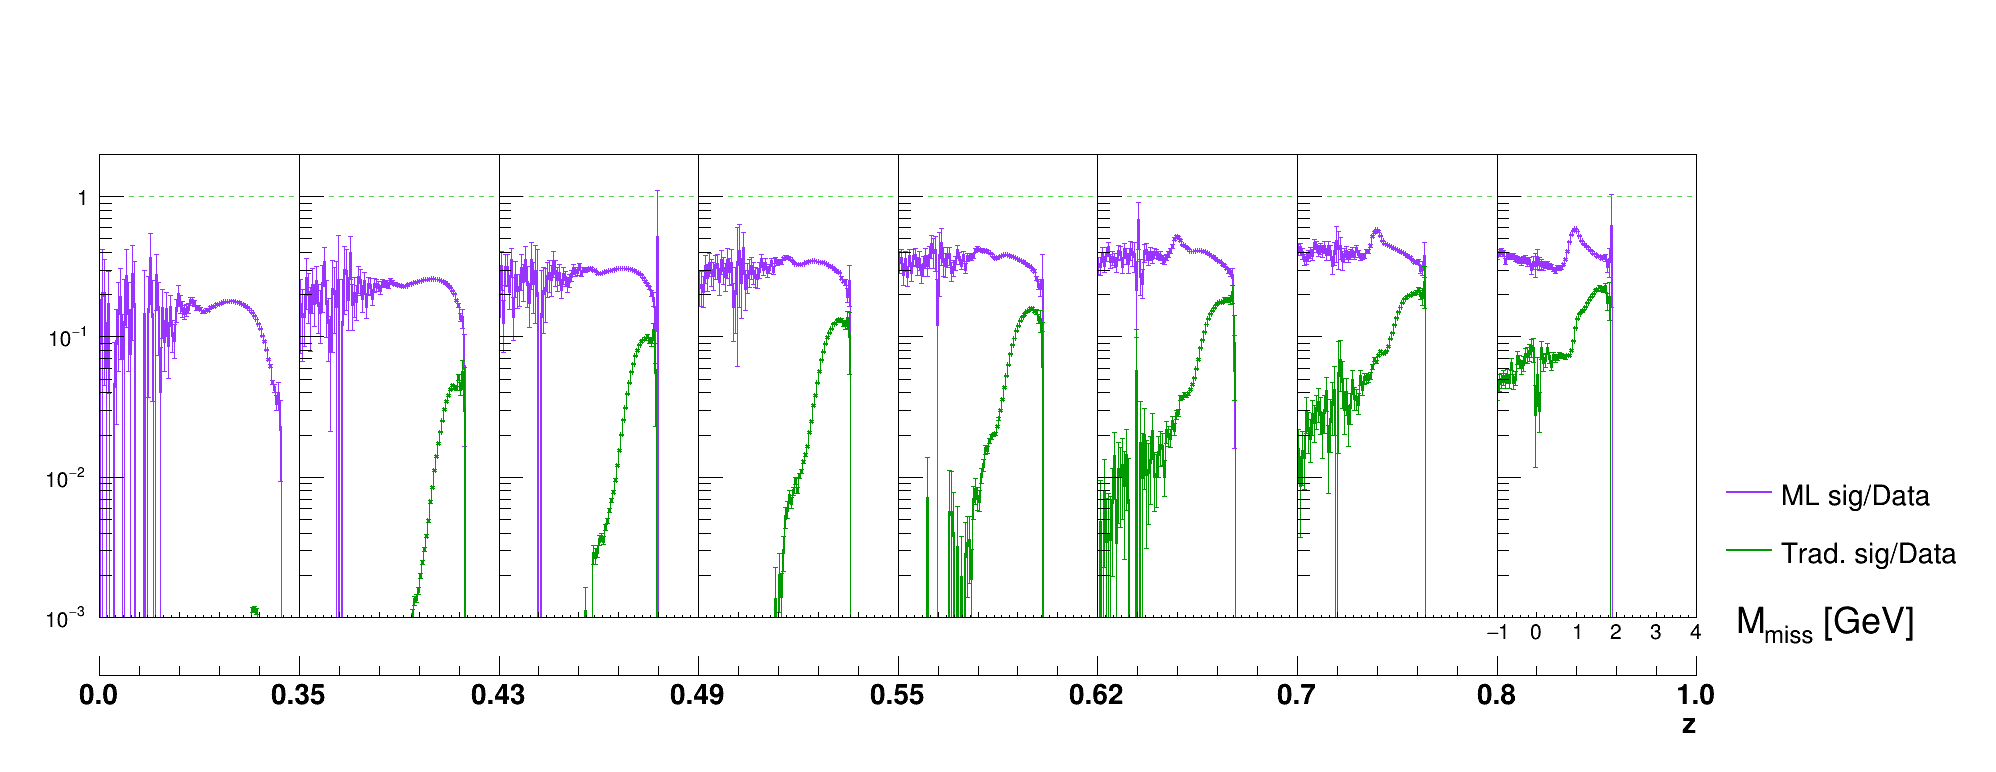 1
10⁻¹
10⁻²
10⁻³
ML sig/Data
Trad. sig/Data
−1 0 1 2 3 4
M_miss [GeV]
0.0 0.35 0.43 0.49 0.55 0.62 0.7 0.8 1.0
z